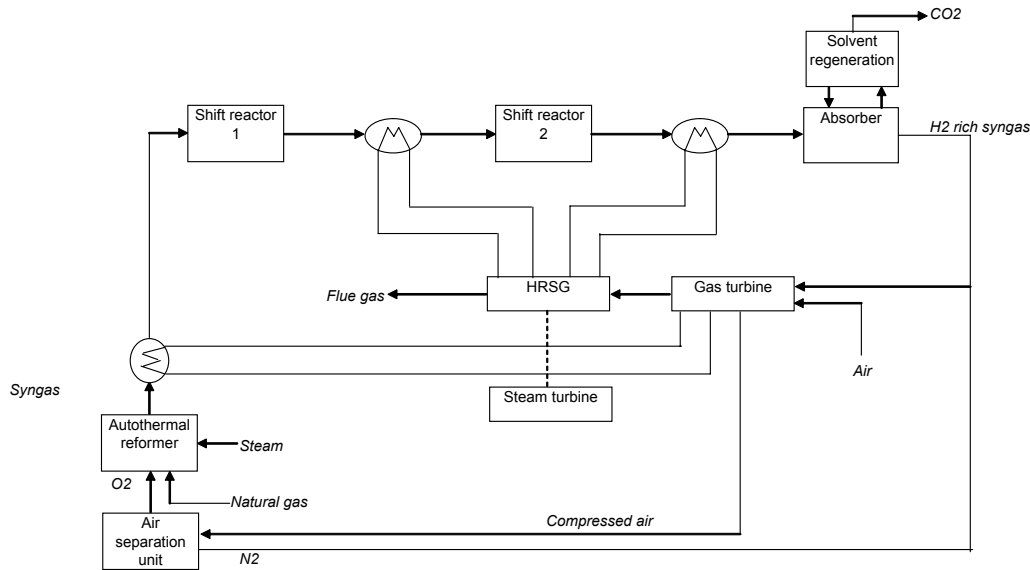 CO2
Solvent
regeneration
Shift reactor
1
Shift reactor
2
Absorber
H2 rich syngas
Flue gas
HRSG
Gas turbine
Air
Syngas
Steam turbine
Autothermal
reformer
Steam
O2
Natural gas
Air
separation
unit
Compressed air
N2